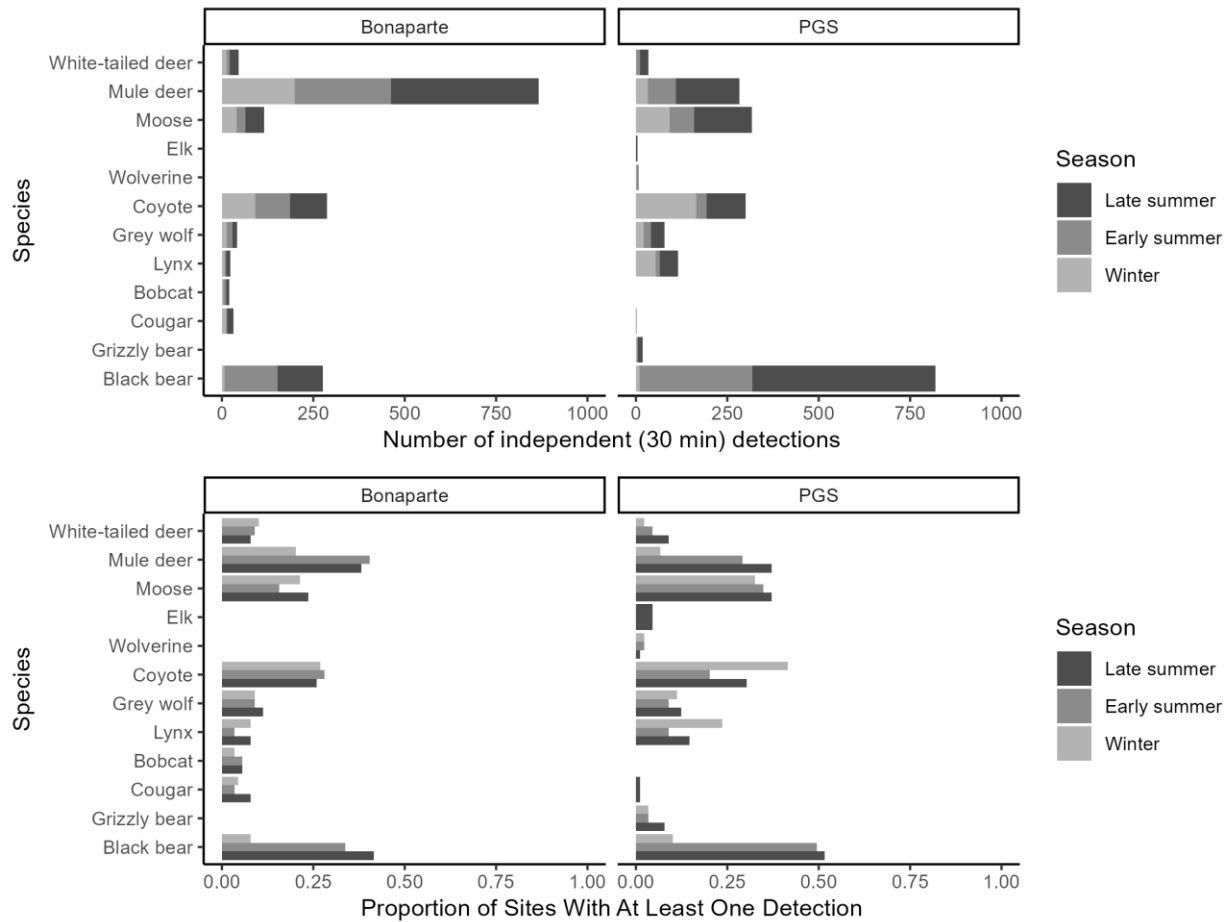 Bonaparte
PGS
White-tailed deer
Mule deer
Moose
Elk
Wolverine
Coyote
Grey wolf
Lynx
Bobcat
Cougar
Grizzly bear
Black bear
Species
0 250 500 750 1000
0 250 500 750 1000
Number of independent (30 min) detections
Season
Late summer
Early summer
Winter
Bonaparte
PGS
White-tailed deer
Mule deer
Moose
Elk
Wolverine
Coyote
Grey wolf
Lynx
Bobcat
Cougar
Grizzly bear
Black bear
Species
0.00 0.25 0.50 0.75 1.00
0.00 0.25 0.50 0.75 1.00
Proportion of Sites With At Least One Detection
Season
Late summer
Early summer
Winter